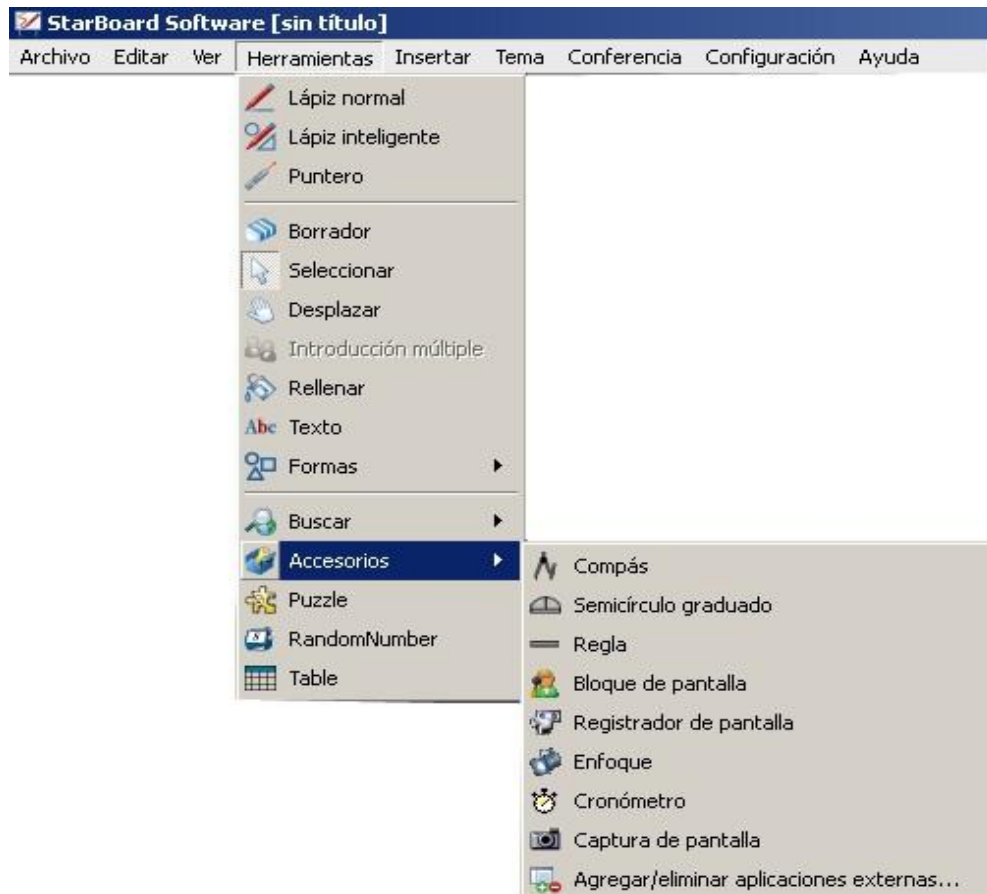 StarBoard Software [sin título]
Archivo Editar Ver Herramientas Insertar Tema Conferencia Configuración Ayuda
Lápiz normal
Lápiz inteligente
Puntero
Borrador
Seleccionar
Desplazar
Introducción múltiple
Rellenar
Abc Texto
Formas
Buscar
Accesorios
Puzzle
RandomNumber
Table
Compás
Semicírculo graduado
Regla
Bloque de pantalla
Registrador de pantalla
Enfoque
Cronómetro
Captura de pantalla
Agregar/eliminar aplicaciones externas...